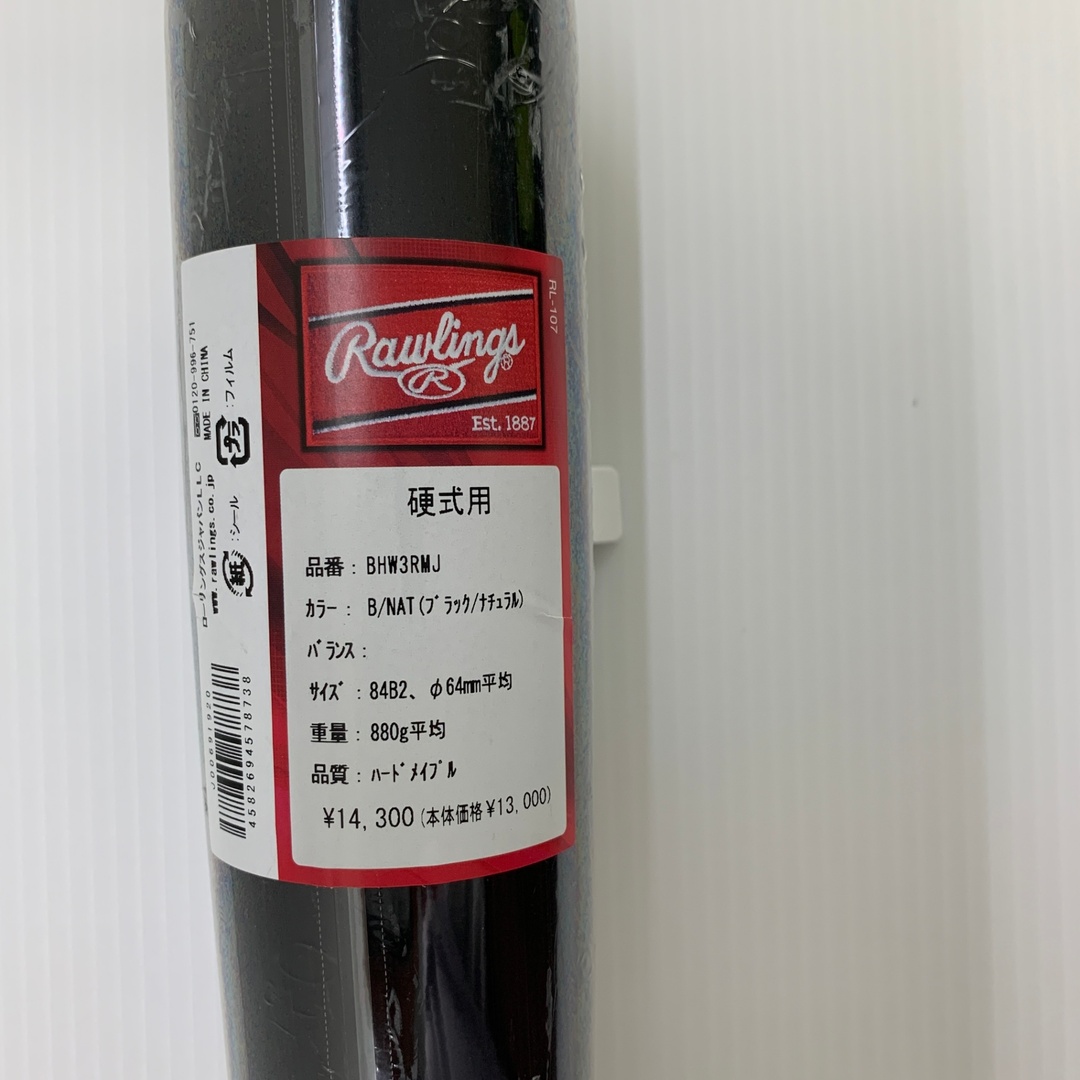 Rawlings®
R
Est. 1887
RL-107
硬式用
品番：BHW3RMJ
カラー：B/NAT(ﾌﾞﾗｯｸ/ﾅﾁｭﾗﾙ)
ﾊﾞﾗﾝｽ：
ｻｲｽﾞ：84B2、φ64mm平均
重量：880g平均
品質：ﾊｰﾄﾞﾒｲﾌﾟﾙ
¥14,300(本体価格¥13,000)
ローリングスジャパンLLC 0120-996-751
www.rawlings.co.jp MADE IN CHINA
紙：シール プラ：フィルム
J00691920
4582694578738